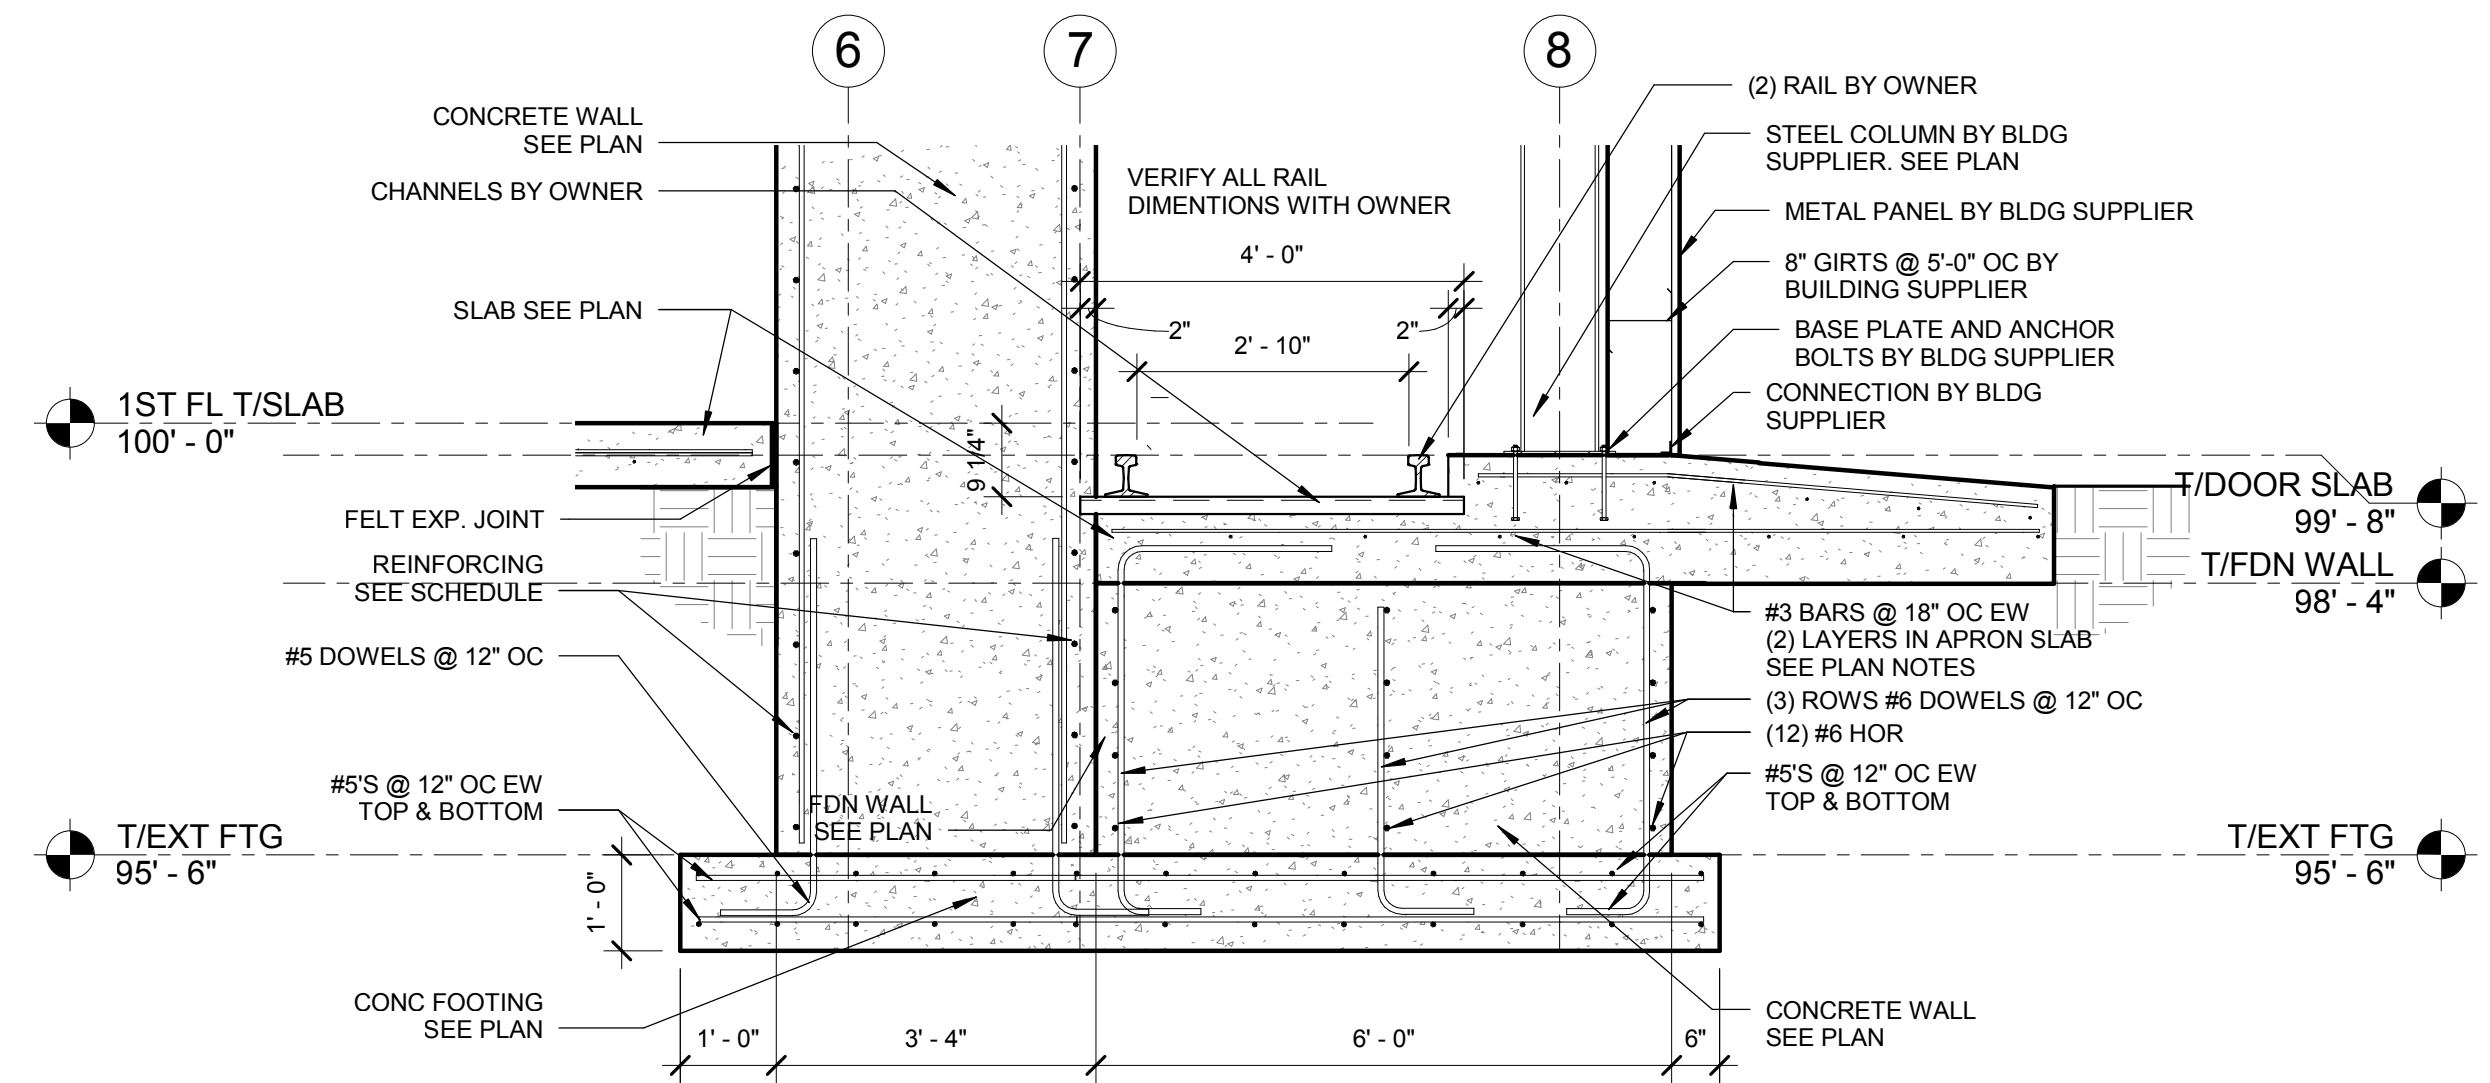 6
7
8
CONCRETE WALL
SEE PLAN
CHANNELS BY OWNER
SLAB SEE PLAN
1ST FL T/SLAB
100' - 0"
FELT EXP. JOINT
REINFORCING
SEE SCHEDULE
#5 DOWELS @ 12" OC
#5'S @ 12" OC EW
TOP & BOTTOM
T/EXT FTG
95' - 6"
FDN WALL
SEE PLAN
CONC FOOTING
SEE PLAN
VERIFY ALL RAIL
DIMENTIONS WITH OWNER
4' - 0"
2"
2' - 10"
2"
9 1/4"
(2) RAIL BY OWNER
STEEL COLUMN BY BLDG
SUPPLIER. SEE PLAN
METAL PANEL BY BLDG SUPPLIER
8" GIRTS @ 5'-0" OC BY
BUILDING SUPPLIER
BASE PLATE AND ANCHOR
BOLTS BY BLDG SUPPLIER
CONNECTION BY BLDG
SUPPLIER
T/DOOR SLAB
99' - 8"
T/FDN WALL
98' - 4"
#3 BARS @ 18" OC EW
(2) LAYERS IN APRON SLAB
SEE PLAN NOTES
(3) ROWS #6 DOWELS @ 12" OC
(12) #6 HOR
#5'S @ 12" OC EW
TOP & BOTTOM
T/EXT FTG
95' - 6"
CONCRETE WALL
SEE PLAN
1' - 0"
1' - 0"
3' - 4"
6' - 0"
6"